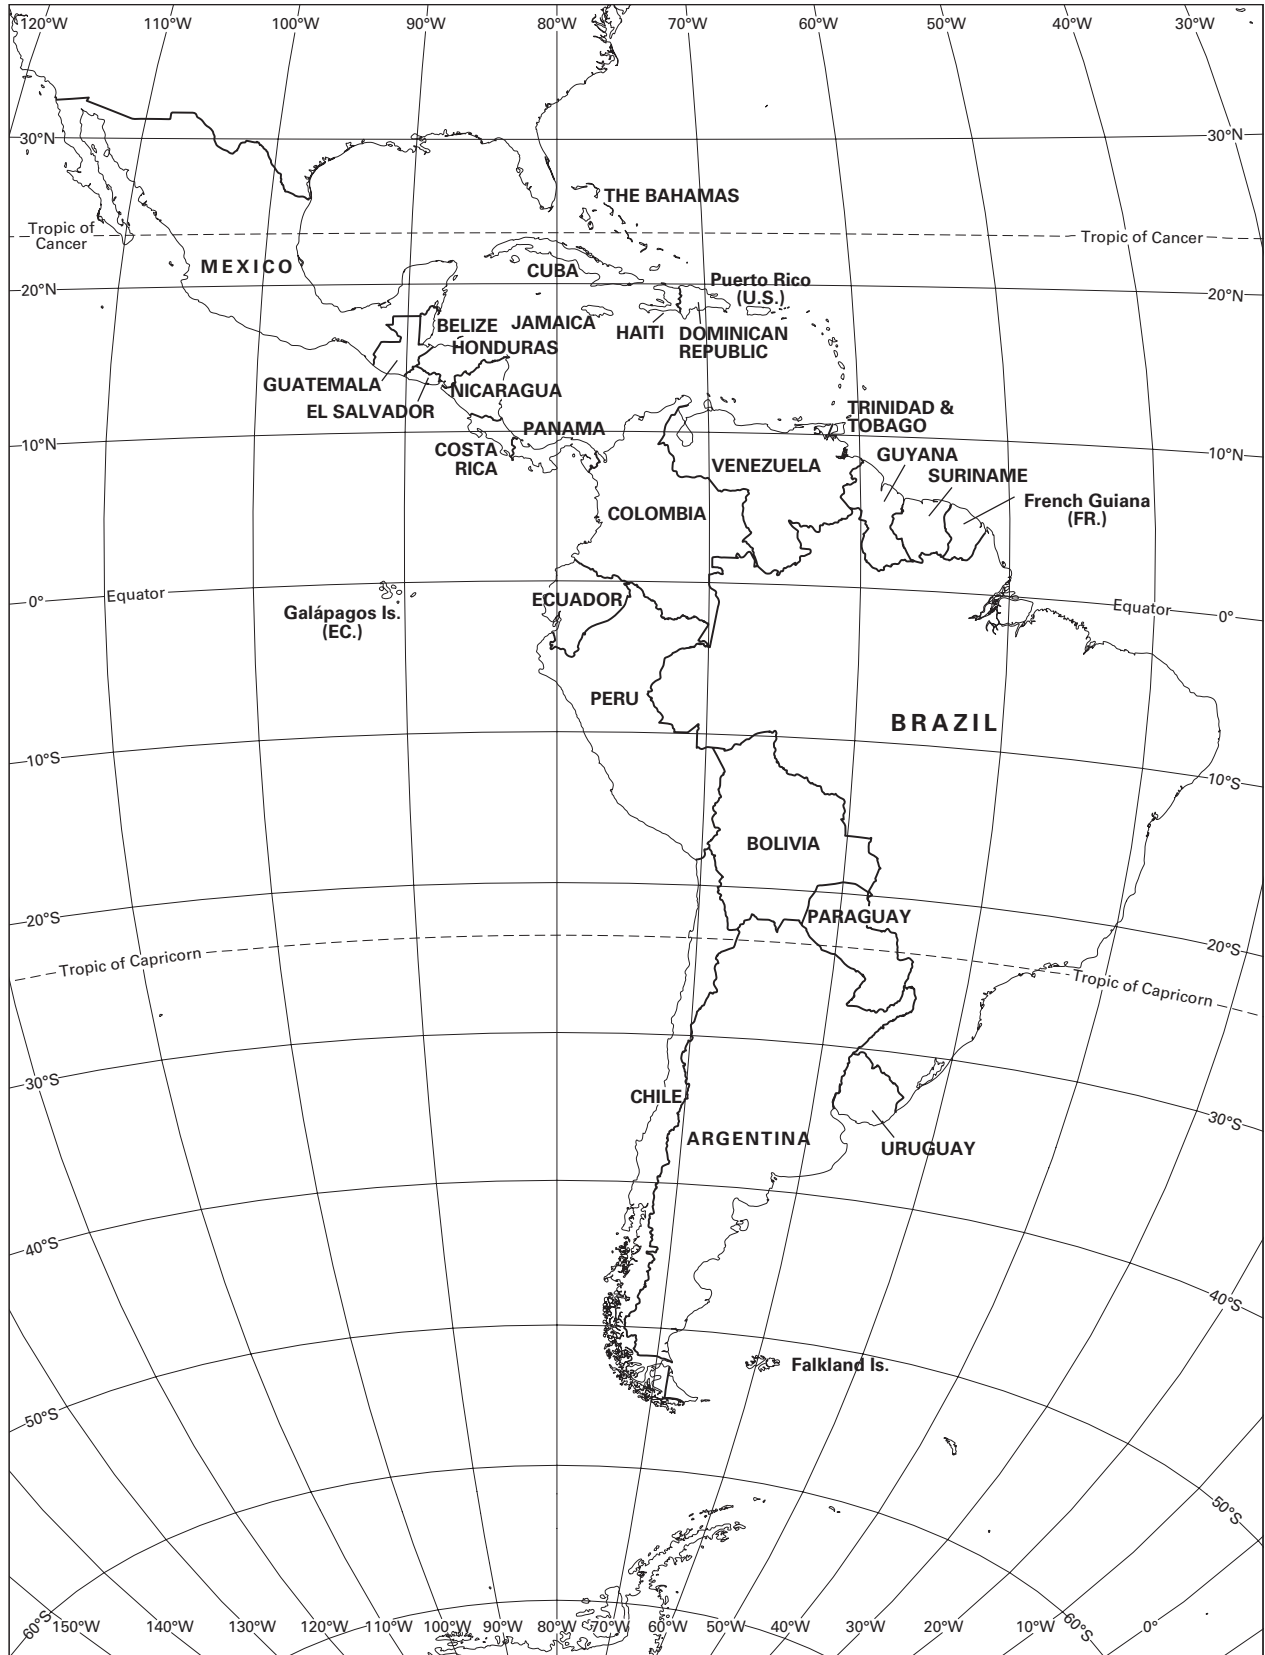 120°W
110°W
100°W
90°W
80°W
70°W
60°W
50°W
40°W
30°W
30°N
30°N
THE BAHAMAS
Tropic of
Cancer
Tropic of Cancer
MEXICO
CUBA
Puerto Rico
(U.S.)
20°N
20°N
BELIZE
JAMAICA
HAITI
DOMINICAN
REPUBLIC
HONDURAS
GUATEMALA
NICARAGUA
EL SALVADOR
TRINIDAD &
TOBAGO
PANAMA
10°N
10°N
COSTA
RICA
VENEZUELA
GUYANA
SURINAME
French Guiana
(FR.)
COLOMBIA
Equator
0°
ECUADOR
Equator
0°
Galápagos Is.
(EC.)
PERU
BRAZIL
10°S
10°S
BOLIVIA
PARAGUAY
20°S
20°S
Tropic of Capricorn
Tropic of Capricorn
30°S
CHILE
30°S
ARGENTINA
URUGUAY
40°S
40°S
Falkland Is.
50°S
50°S
60°S
150°W
140°W
130°W
120°W
110°W
100°W
90°W
80°W
70°W
60°W
50°W
40°W
30°W
20°W
10°W
60°S
0°